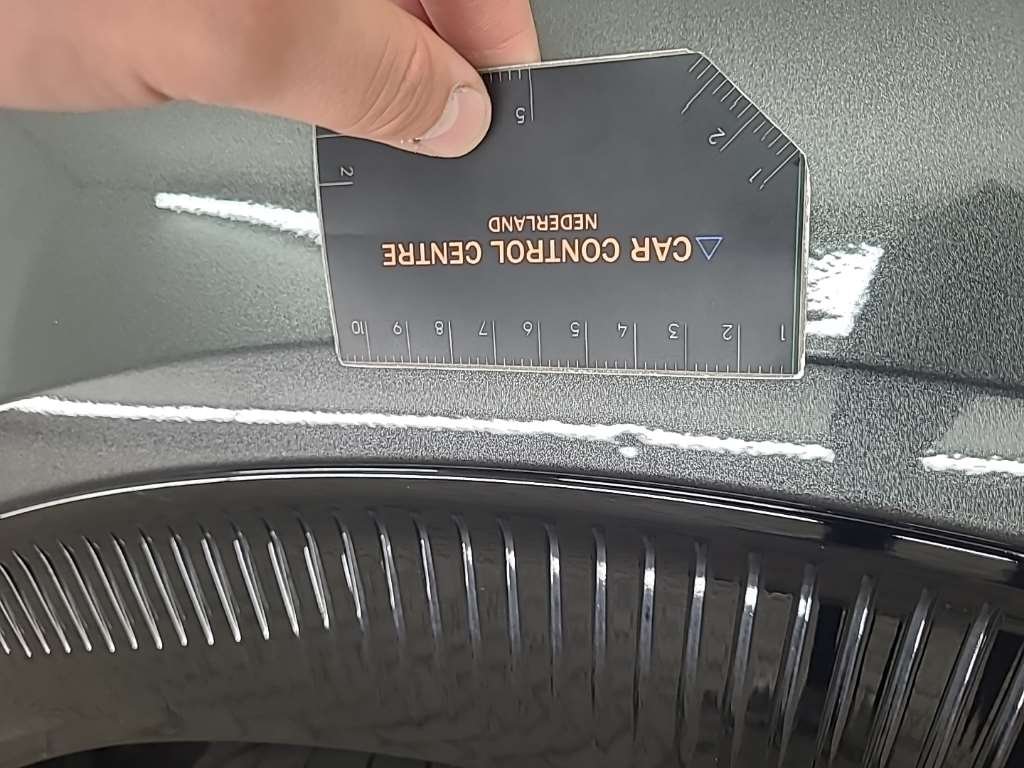 CAR CONTROL CENTRE
NEDERLAND
1 2 3 4 5 6 7 8 9 10
1 2
5
2